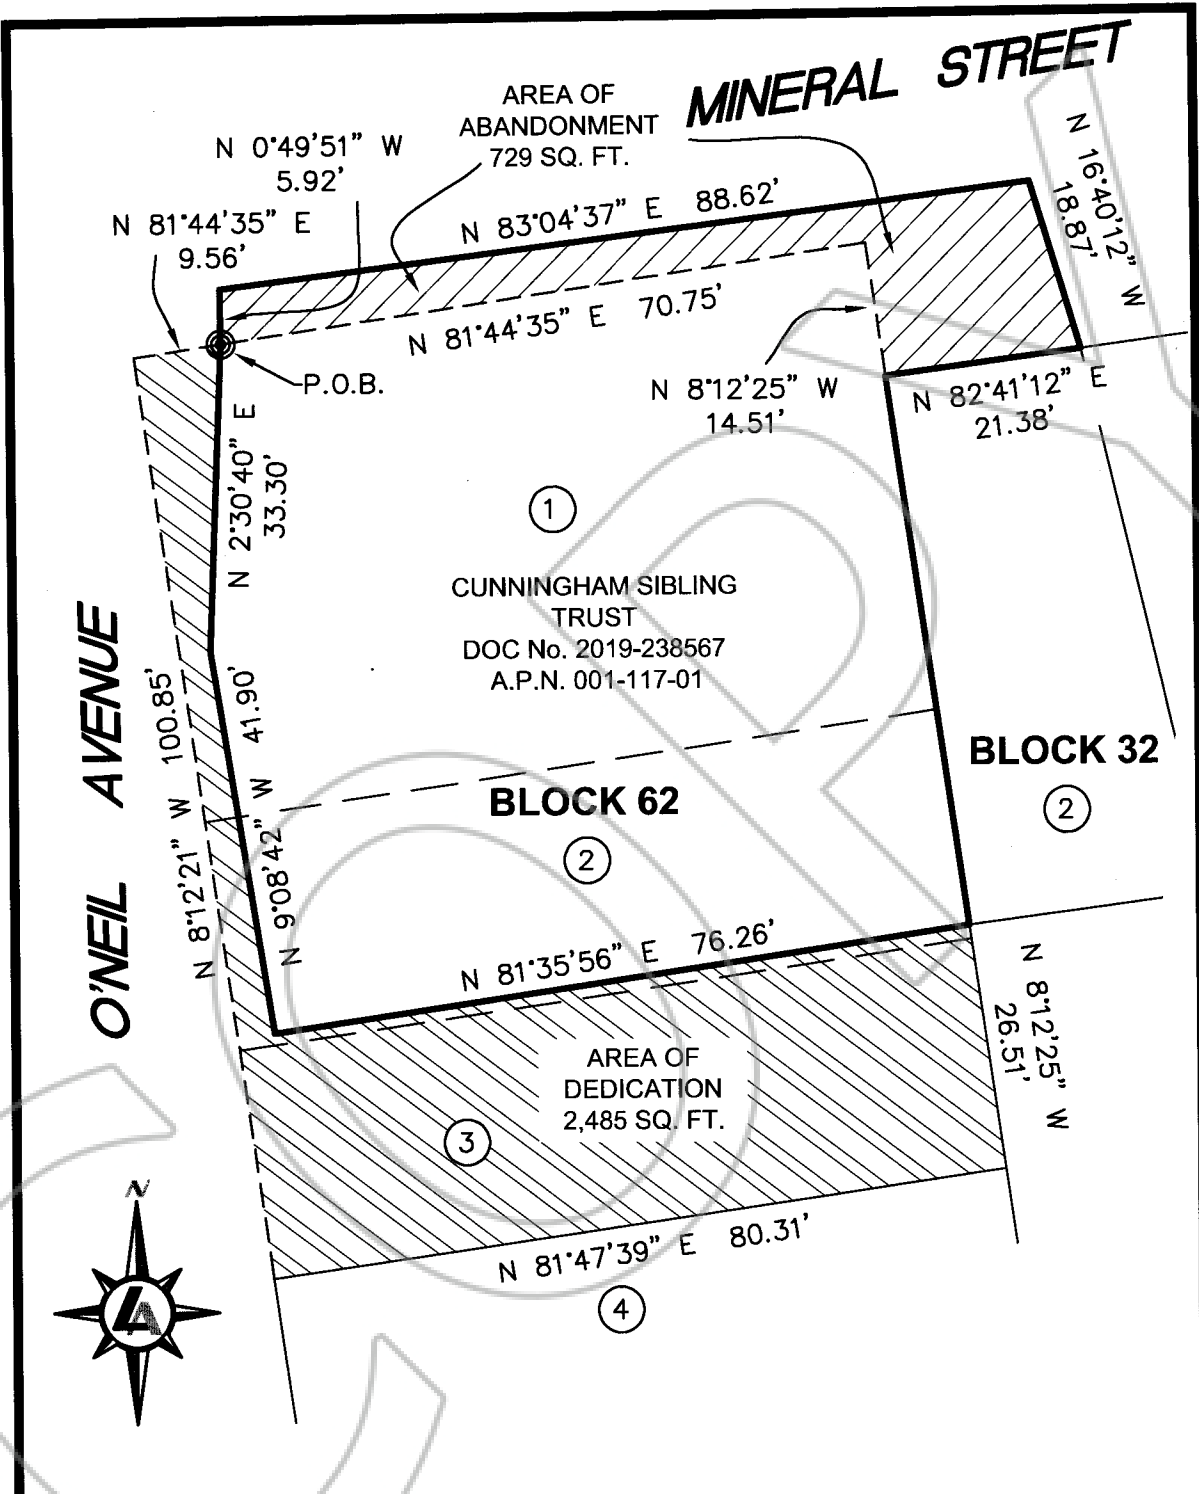 MINERAL STREET
AREA OF
ABANDONMENT
729 SQ. FT.
N 0°49'51" W
5.92'
N 81°44'35" E
9.56'
N 83°04'37" E 88.62'
N 16°40'12" W
18.87'
N 81°44'35" E 70.75'
P.O.B.
N 8°12'25" W
14.51'
N 82°41'12" E
21.38'
N 2°30'40" E
33.30'
1
CUNNINGHAM SIBLING
TRUST
DOC No. 2019-238567
A.P.N. 001-117-01
O'NEIL AVENUE
N 8°12'21" W 100.85'
N 9°08'42" W 41.90'
BLOCK 62
2
BLOCK 32
2
N 81°35'56" E 76.26'
N 8°12'25" W
26.51'
AREA OF
DEDICATION
2,485 SQ. FT.
3
N 81°47'39" E 80.31'
4
N
LA
COPY